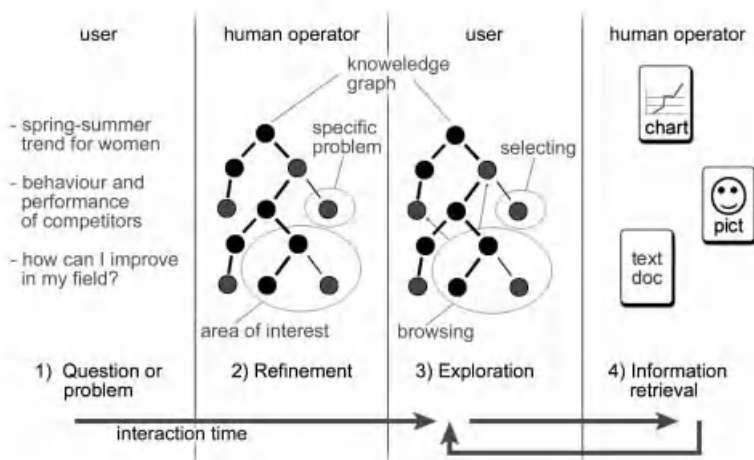 user
human operator
user
human operator
knoweledge
graph
- spring-summer
trend for women
- behaviour and
performance
of competitors
- how can I improve
in my field?
specific
problem
area of interest
selecting
browsing
chart
pict
text
doc
1) Question or
problem
2) Refinement
3) Exploration
4) Information
retrieval
interaction time